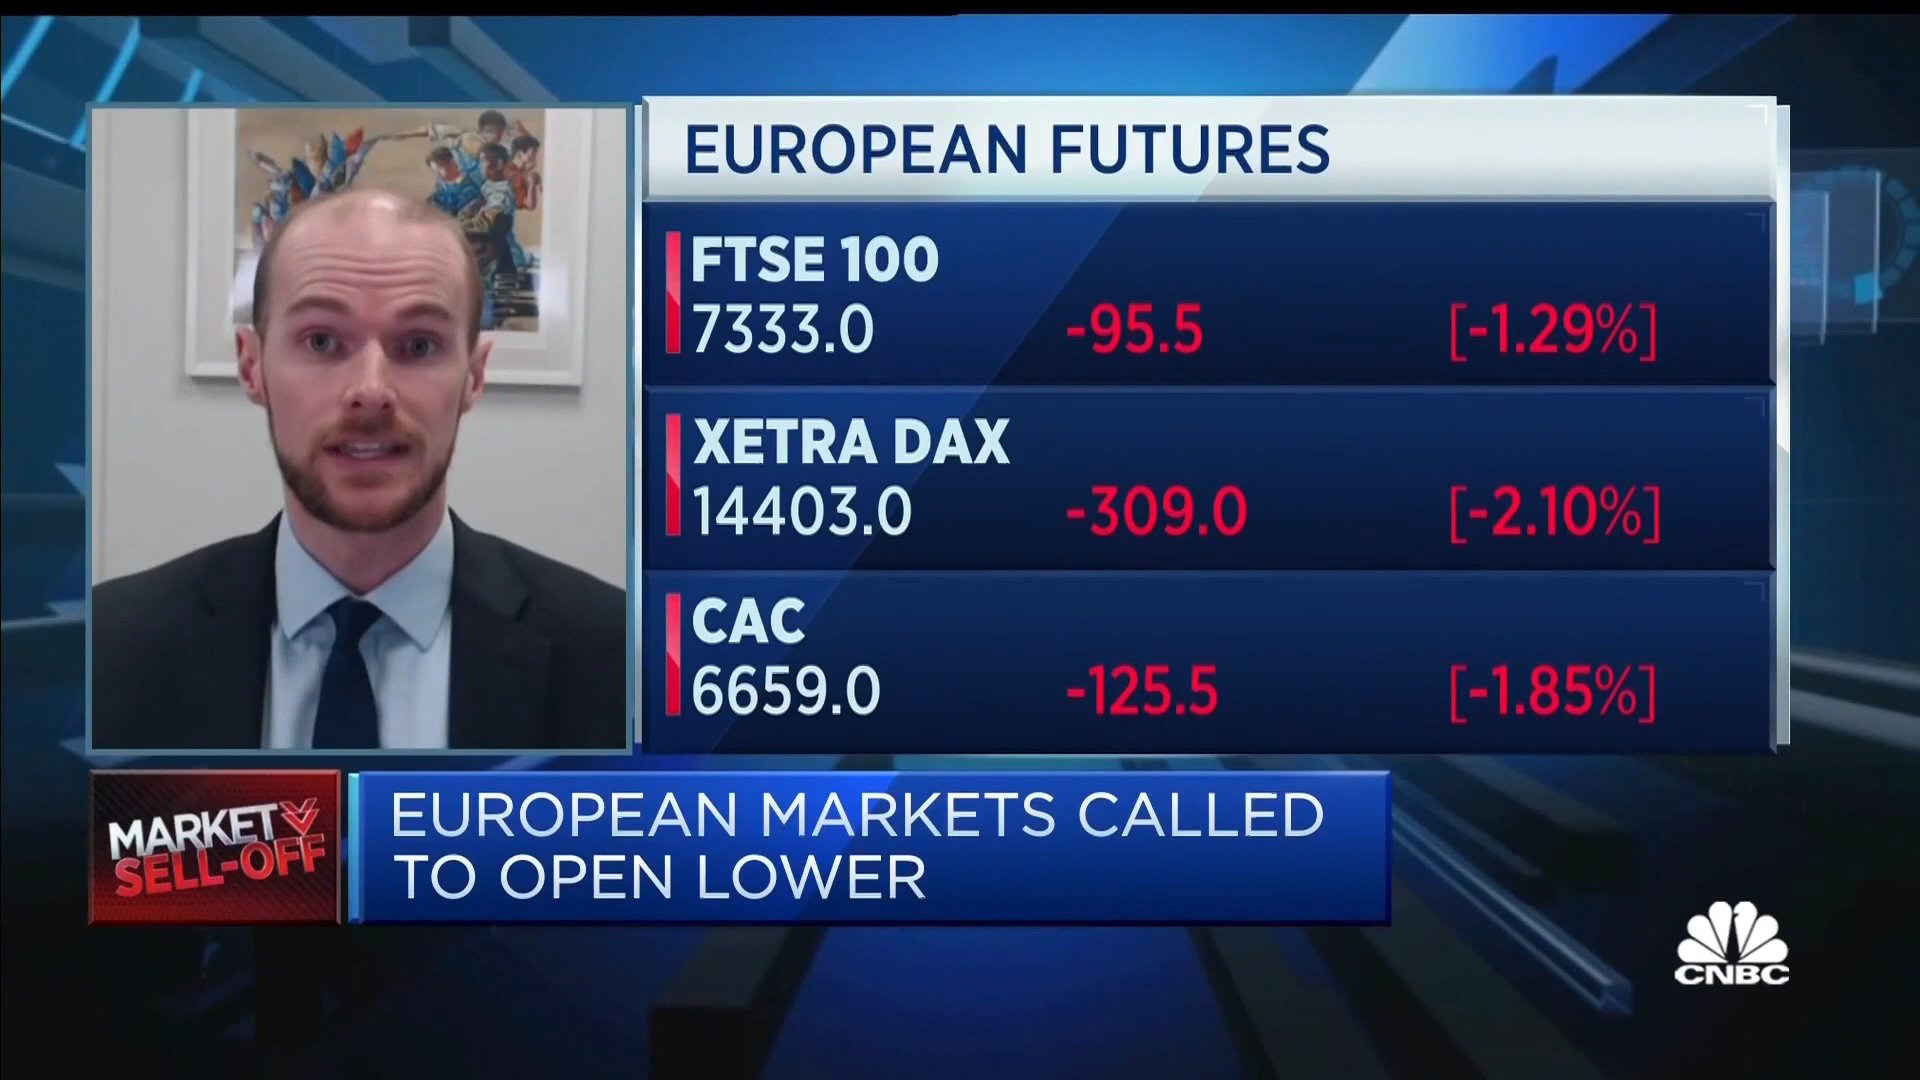 EUROPEAN FUTURES
FTSE 100
7333.0 -95.5 [-1.29%]
XETRA DAX
14403.0 -309.0 [-2.10%]
CAC
6659.0 -125.5 [-1.85%]
MARKET
SELL-OFF
EUROPEAN MARKETS CALLED
TO OPEN LOWER
CNBC